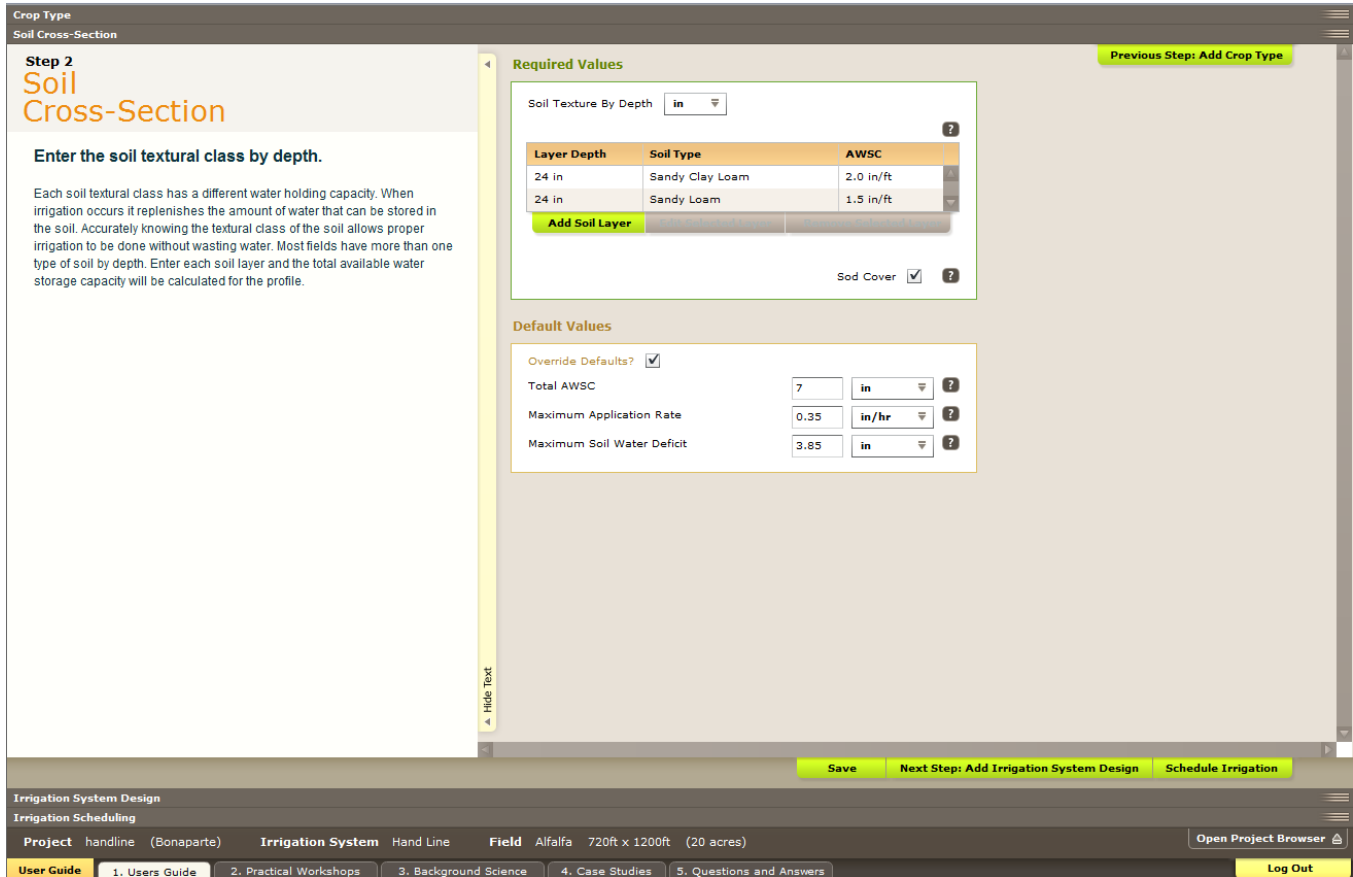 Crop Type
Soil Cross-Section
Step 2
Soil
Cross-Section
Enter the soil textural class by depth.
Each soil textural class has a different water holding capacity. When
irrigation occurs it replenishes the amount of water that can be stored in
the soil. Accurately knowing the textural class of the soil allows proper
irrigation to be done without wasting water. Most fields have more than one
type of soil by depth. Enter each soil layer and the total available water
storage capacity will be calculated for the profile.
Hide Text
Previous Step: Add Crop Type
Required Values
Soil Texture By Depth in
?
Layer Depth Soil Type AWSC
24 in Sandy Clay Loam 2.0 in/ft
24 in Sandy Loam 1.5 in/ft
Add Soil Layer
Sod Cover ?
Default Values
Override Defaults?
Total AWSC 7 in ?
Maximum Application Rate 0.35 in/hr ?
Maximum Soil Water Deficit 3.85 in ?
Save Next Step: Add Irrigation System Design Schedule Irrigation
Irrigation System Design
Irrigation Scheduling
Project handline (Bonaparte) Irrigation System Hand Line Field Alfalfa 720ft x 1200ft (20 acres) Open Project Browser
User Guide 1. Users Guide 2. Practical Workshops 3. Background Science 4. Case Studies 5. Questions and Answers Log Out